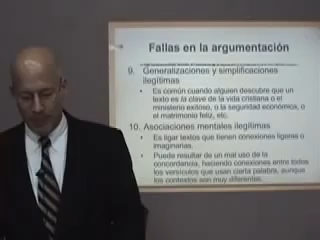 Fallas en la argumentación
9. Generalizaciones y simplificaciones
ilegítimas
• Es común cuando alguien descubre que un
texto es la clave de la vida cristiana o el
ministerio exitoso, o la seguridad económica, o
el matrimonio feliz, etc.
10. Asociaciones mentales ilegítimas
• Es ligar textos que tienen conexiones ligeras o
imaginarias.
• Puede resultar de un mal uso de la
concordancia, haciendo conexiones entre todos
los versículos que usan cierta palabra, aunque
los contextos son muy diferentes.